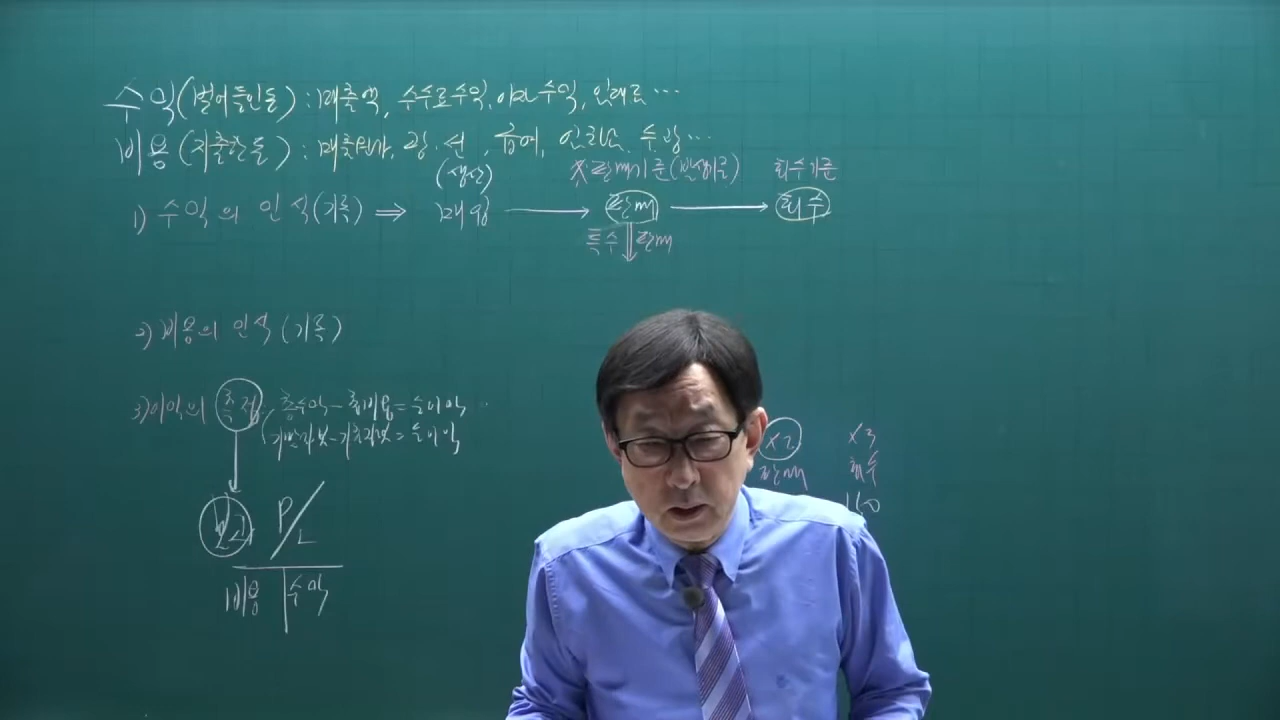 수익(벌어들인돈) : 매출액, 수수료수익, 이자수익, 임대료…
비용(지출한돈) : 매출원가, 광·선, 급여, 임차료, 수광…
(생산) ※판매기준(발생기준) 회수기준
1) 수익의 인식(기록) ⇒ 매입 → 판매 → 회수
특수 판매
2) 비용의 인식(기록)
3) 이익의 측정 총수익 - 총비용 = 순이익 …
기말자본 - 기초자본 = 순이익
보고 P/L
비용 수익
X2 X3
판매 회수